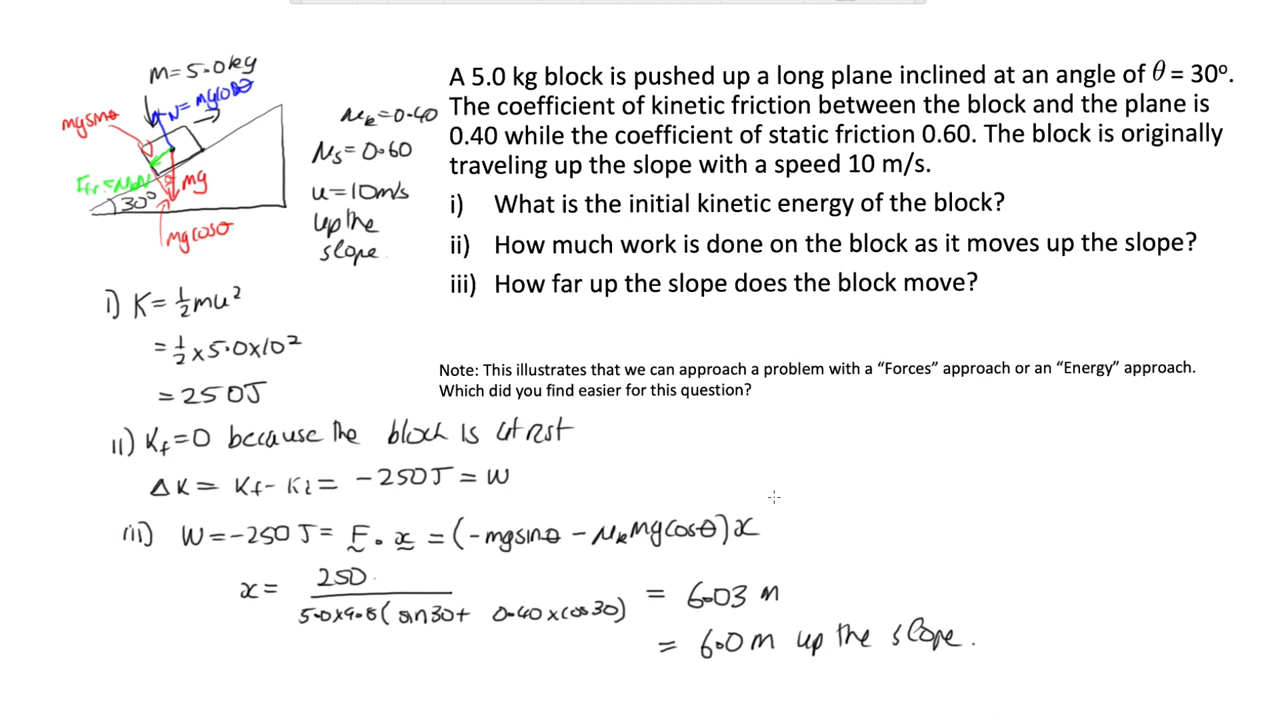 M=5.0kg
N=mgcosθ
mgsinθ
Ffr=μkN
mg
30°
mgcosθ
μk=0.40
μs=0.60
u=10m/s
up the
slope.
A 5.0 kg block is pushed up a long plane inclined at an angle of θ = 30º.
The coefficient of kinetic friction between the block and the plane is
0.40 while the coefficient of static friction 0.60. The block is originally
traveling up the slope with a speed 10 m/s.
i) What is the initial kinetic energy of the block?
ii) How much work is done on the block as it moves up the slope?
iii) How far up the slope does the block move?
Note: This illustrates that we can approach a problem with a “Forces” approach or an “Energy” approach.
Which did you find easier for this question?
i) K = ½mu²
= ½ x 5.0 x 10²
= 250J
ii) Kf = 0 because the block is at rest
ΔK = Kf - Ki = -250J = W
iii) W = -250J = F . x = (-mgsinθ - μkmgcosθ)x
x = 250 / 5.0x9.8(sin30 + 0.40xcos30) = 6.03 m
= 6.0m up the slope.